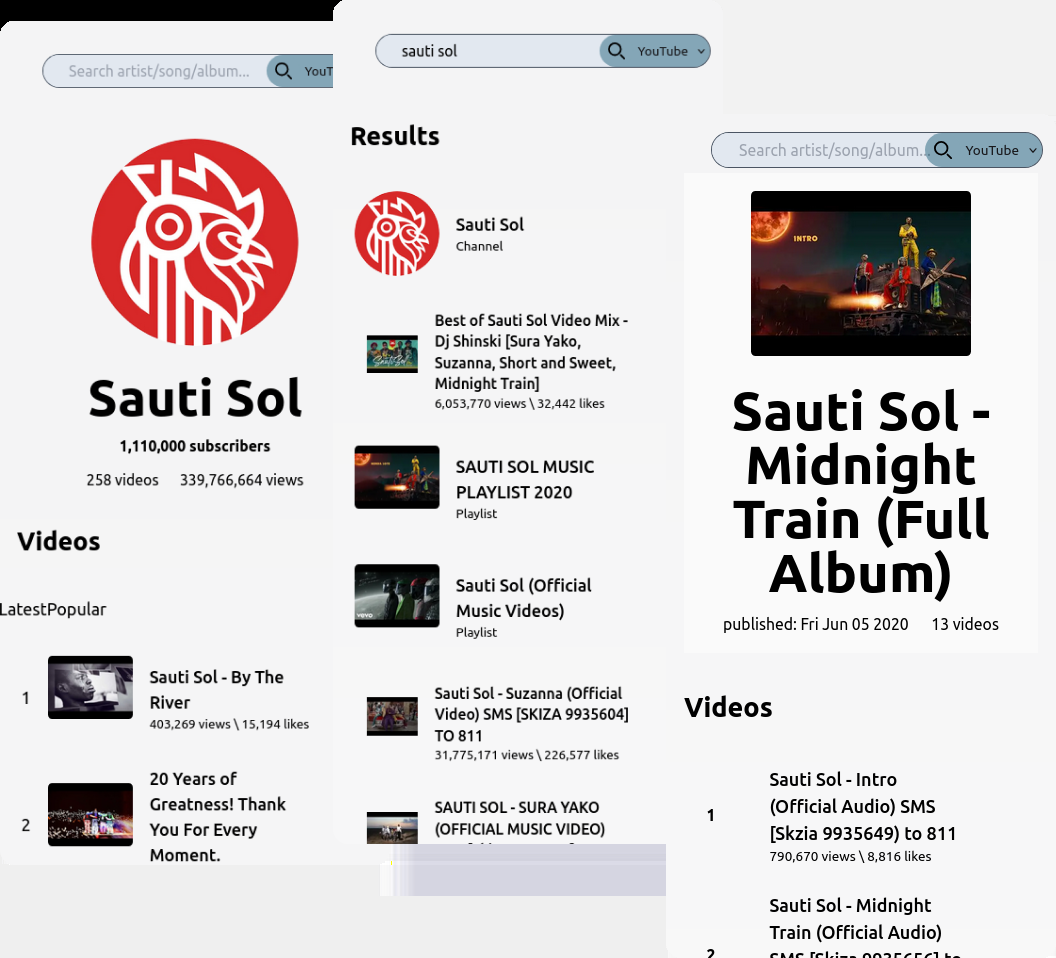 Search artist/song/album...
YouT
Sauti Sol
1,110,000 subscribers
258 videos 339,766,664 views
Videos
LatestPopular
1
Sauti Sol - By The
River
403,269 views \ 15,194 likes
2
20 Years of
Greatness! Thank
You For Every
Moment.
sauti sol
YouTube
Results
Sauti Sol
Channel
Best of Sauti Sol Video Mix -
Dj Shinski [Sura Yako,
Suzanna, Short and Sweet,
Midnight Train]
6,053,770 views \ 32,442 likes
SAUTI SOL MUSIC
PLAYLIST 2020
Playlist
vevo
Sauti Sol (Official
Music Videos)
Playlist
Sauti Sol - Suzanna (Official
Video) SMS [SKIZA 9935604]
TO 811
31,775,171 views \ 226,577 likes
SAUTI SOL - SURA YAKO
(OFFICIAL MUSIC VIDEO)
Search artist/song/album...
YouTube
INTRO
Sauti Sol -
Midnight
Train (Full
Album)
published: Fri Jun 05 2020 13 videos
Videos
1
Sauti Sol - Intro
(Official Audio) SMS
[Skzia 9935649) to 811
790,670 views \ 8,816 likes
2
Sauti Sol - Midnight
Train (Official Audio)
SMS [Skiza 9935656] to